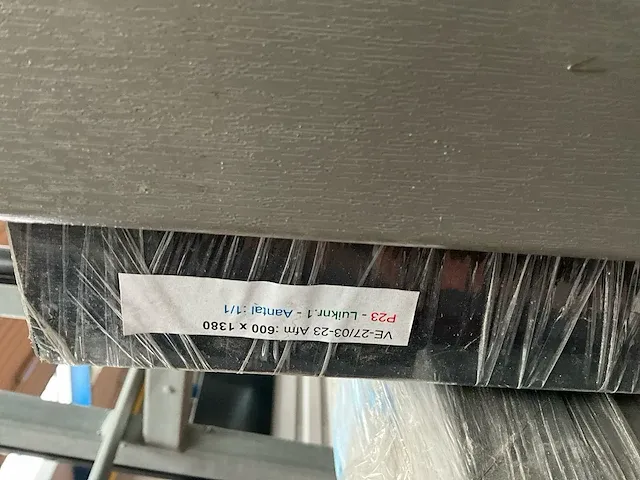 VE-27/03-23 Afm :600 x 1380
P23 - Luiknr.1 - Aantal : 1/1